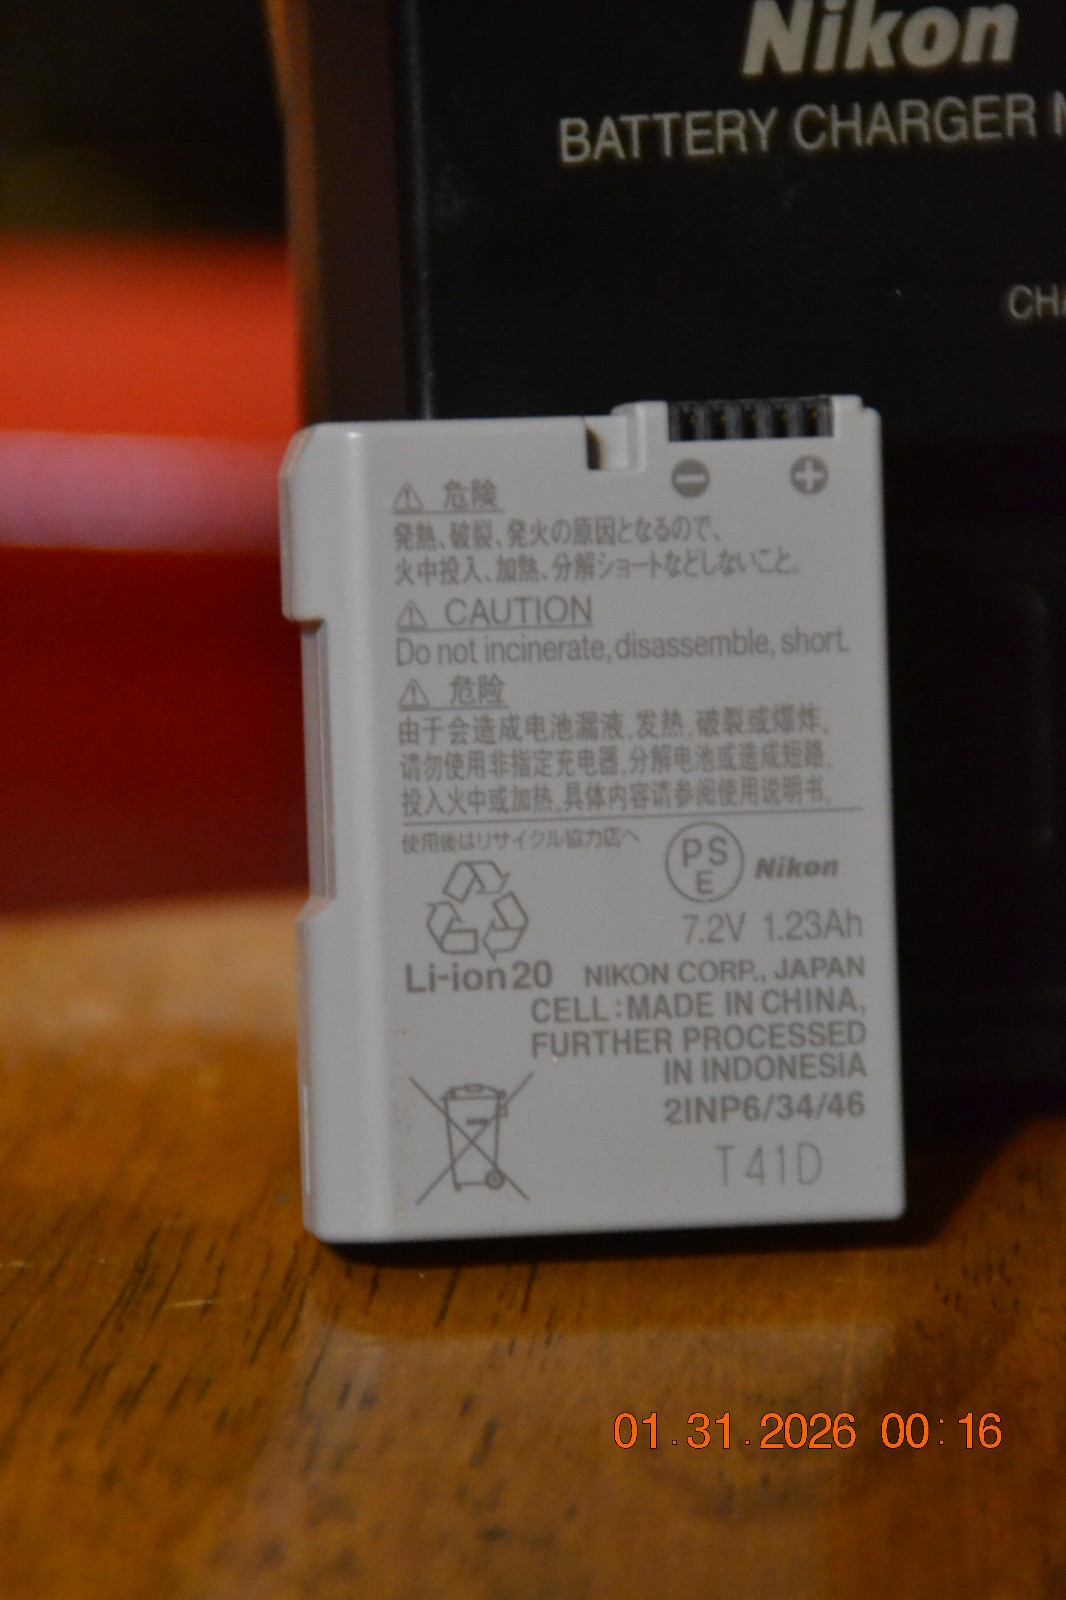 Nikon
BATTERY CHARGER
⚠ 危険
発熱、破裂、発火の原因となるので、
火中投入、加熱、分解ショートなどしないこと。
⚠ CAUTION
Do not incinerate, disassemble, short.
⚠ 危险
由于会造成电池漏液,发热,破裂或爆炸,
请勿使用非指定充电器,分解电池或造成短路,
投入火中或加热,具体内容请参阅使用说明书。
使用後はリサイクル協力店へ
PS
E
Nikon
7.2V 1.23Ah
Li-ion20
NIKON CORP., JAPAN
CELL:MADE IN CHINA,
FURTHER PROCESSED
IN INDONESIA
2INP6/34/46
T41D
01.31.2026 00:16